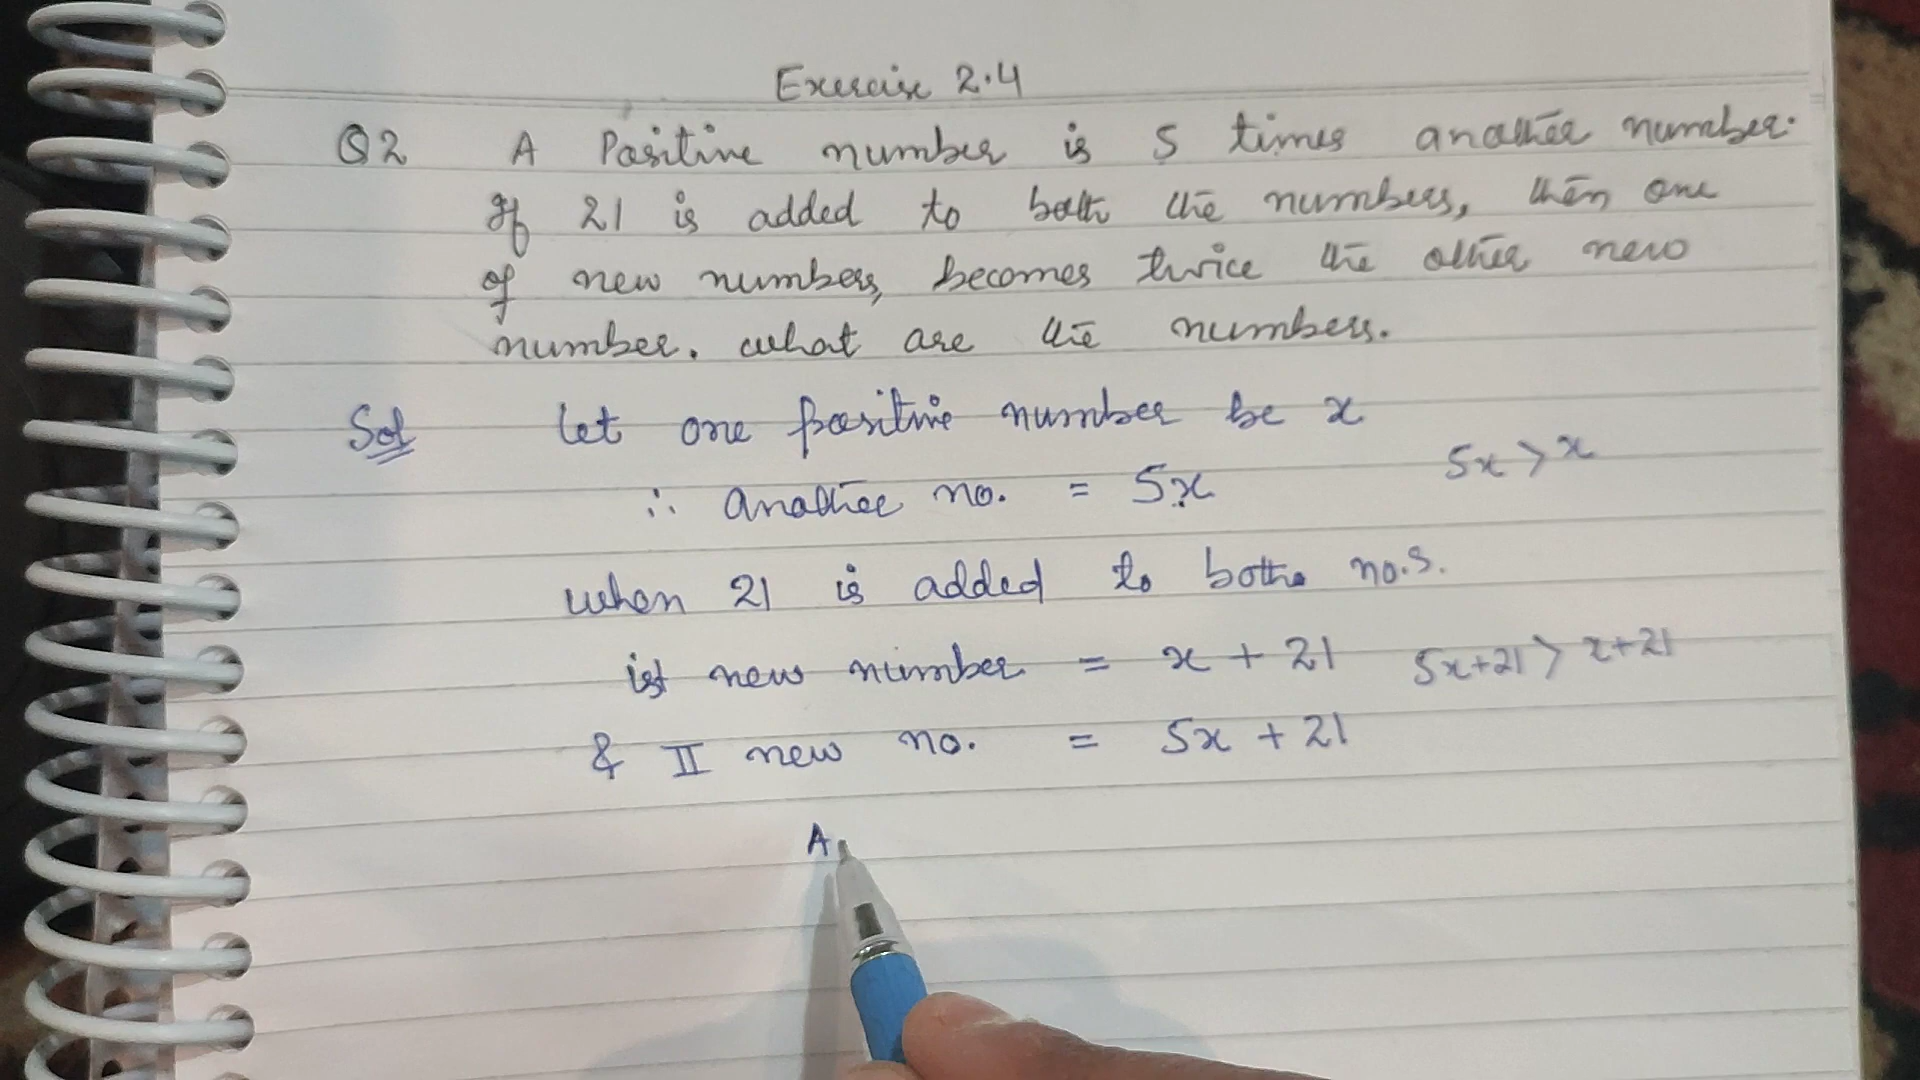 Exercise 2.4
Q2 A Positive number is 5 times another number.
If 21 is added to both the numbers, then one
of new numbers, becomes twice the other new
number. what are the numbers.
Sol let one positive number be x
∴ another no. = 5x 5x > x
when 21 is added to both nos.
ist new number = x + 21 5x+21 > x+21
& II new no. = 5x + 21
A